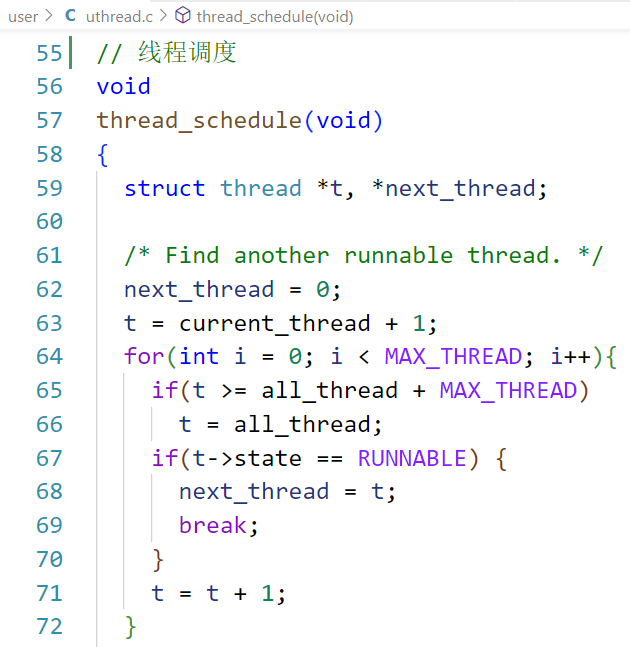 user > C uthread.c > thread_schedule(void)
55 // 线程调度
56 void
57 thread_schedule(void)
58 {
59   struct thread *t, *next_thread;
60
61   /* Find another runnable thread. */
62   next_thread = 0;
63   t = current_thread + 1;
64   for(int i = 0; i < MAX_THREAD; i++){
65     if(t >= all_thread + MAX_THREAD)
66       t = all_thread;
67     if(t->state == RUNNABLE) {
68       next_thread = t;
69       break;
70     }
71     t = t + 1;
72   }